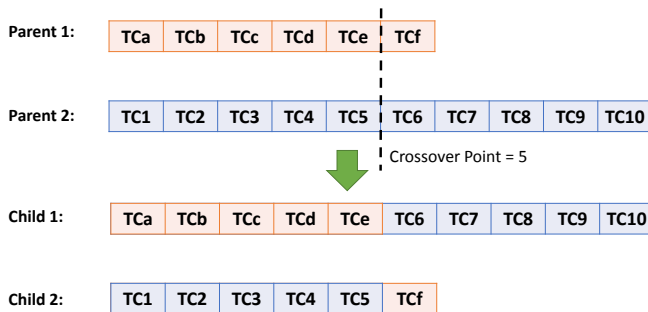 Parent 1: TCa TCb TCc TCd TCe TCf
Parent 2: TC1 TC2 TC3 TC4 TC5 TC6 TC7 TC8 TC9 TC10
Crossover Point = 5
Child 1: TCa TCb TCc TCd TCe TC6 TC7 TC8 TC9 TC10
Child 2: TC1 TC2 TC3 TC4 TC5 TCf